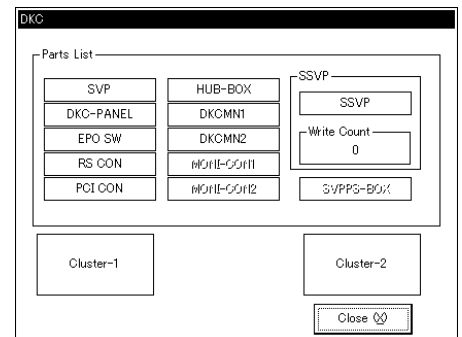 DKC
Parts List
SVP
DKC-PANEL
EPO SW
RS CON
PCI CON
HUB-BOX
DKCMN1
DKCMN2
MONI-CON1
MONI-CON2
SSVP
SSVP
Write Count
0
SVPPS-BOX
Cluster-1
Cluster-2
Close (X)